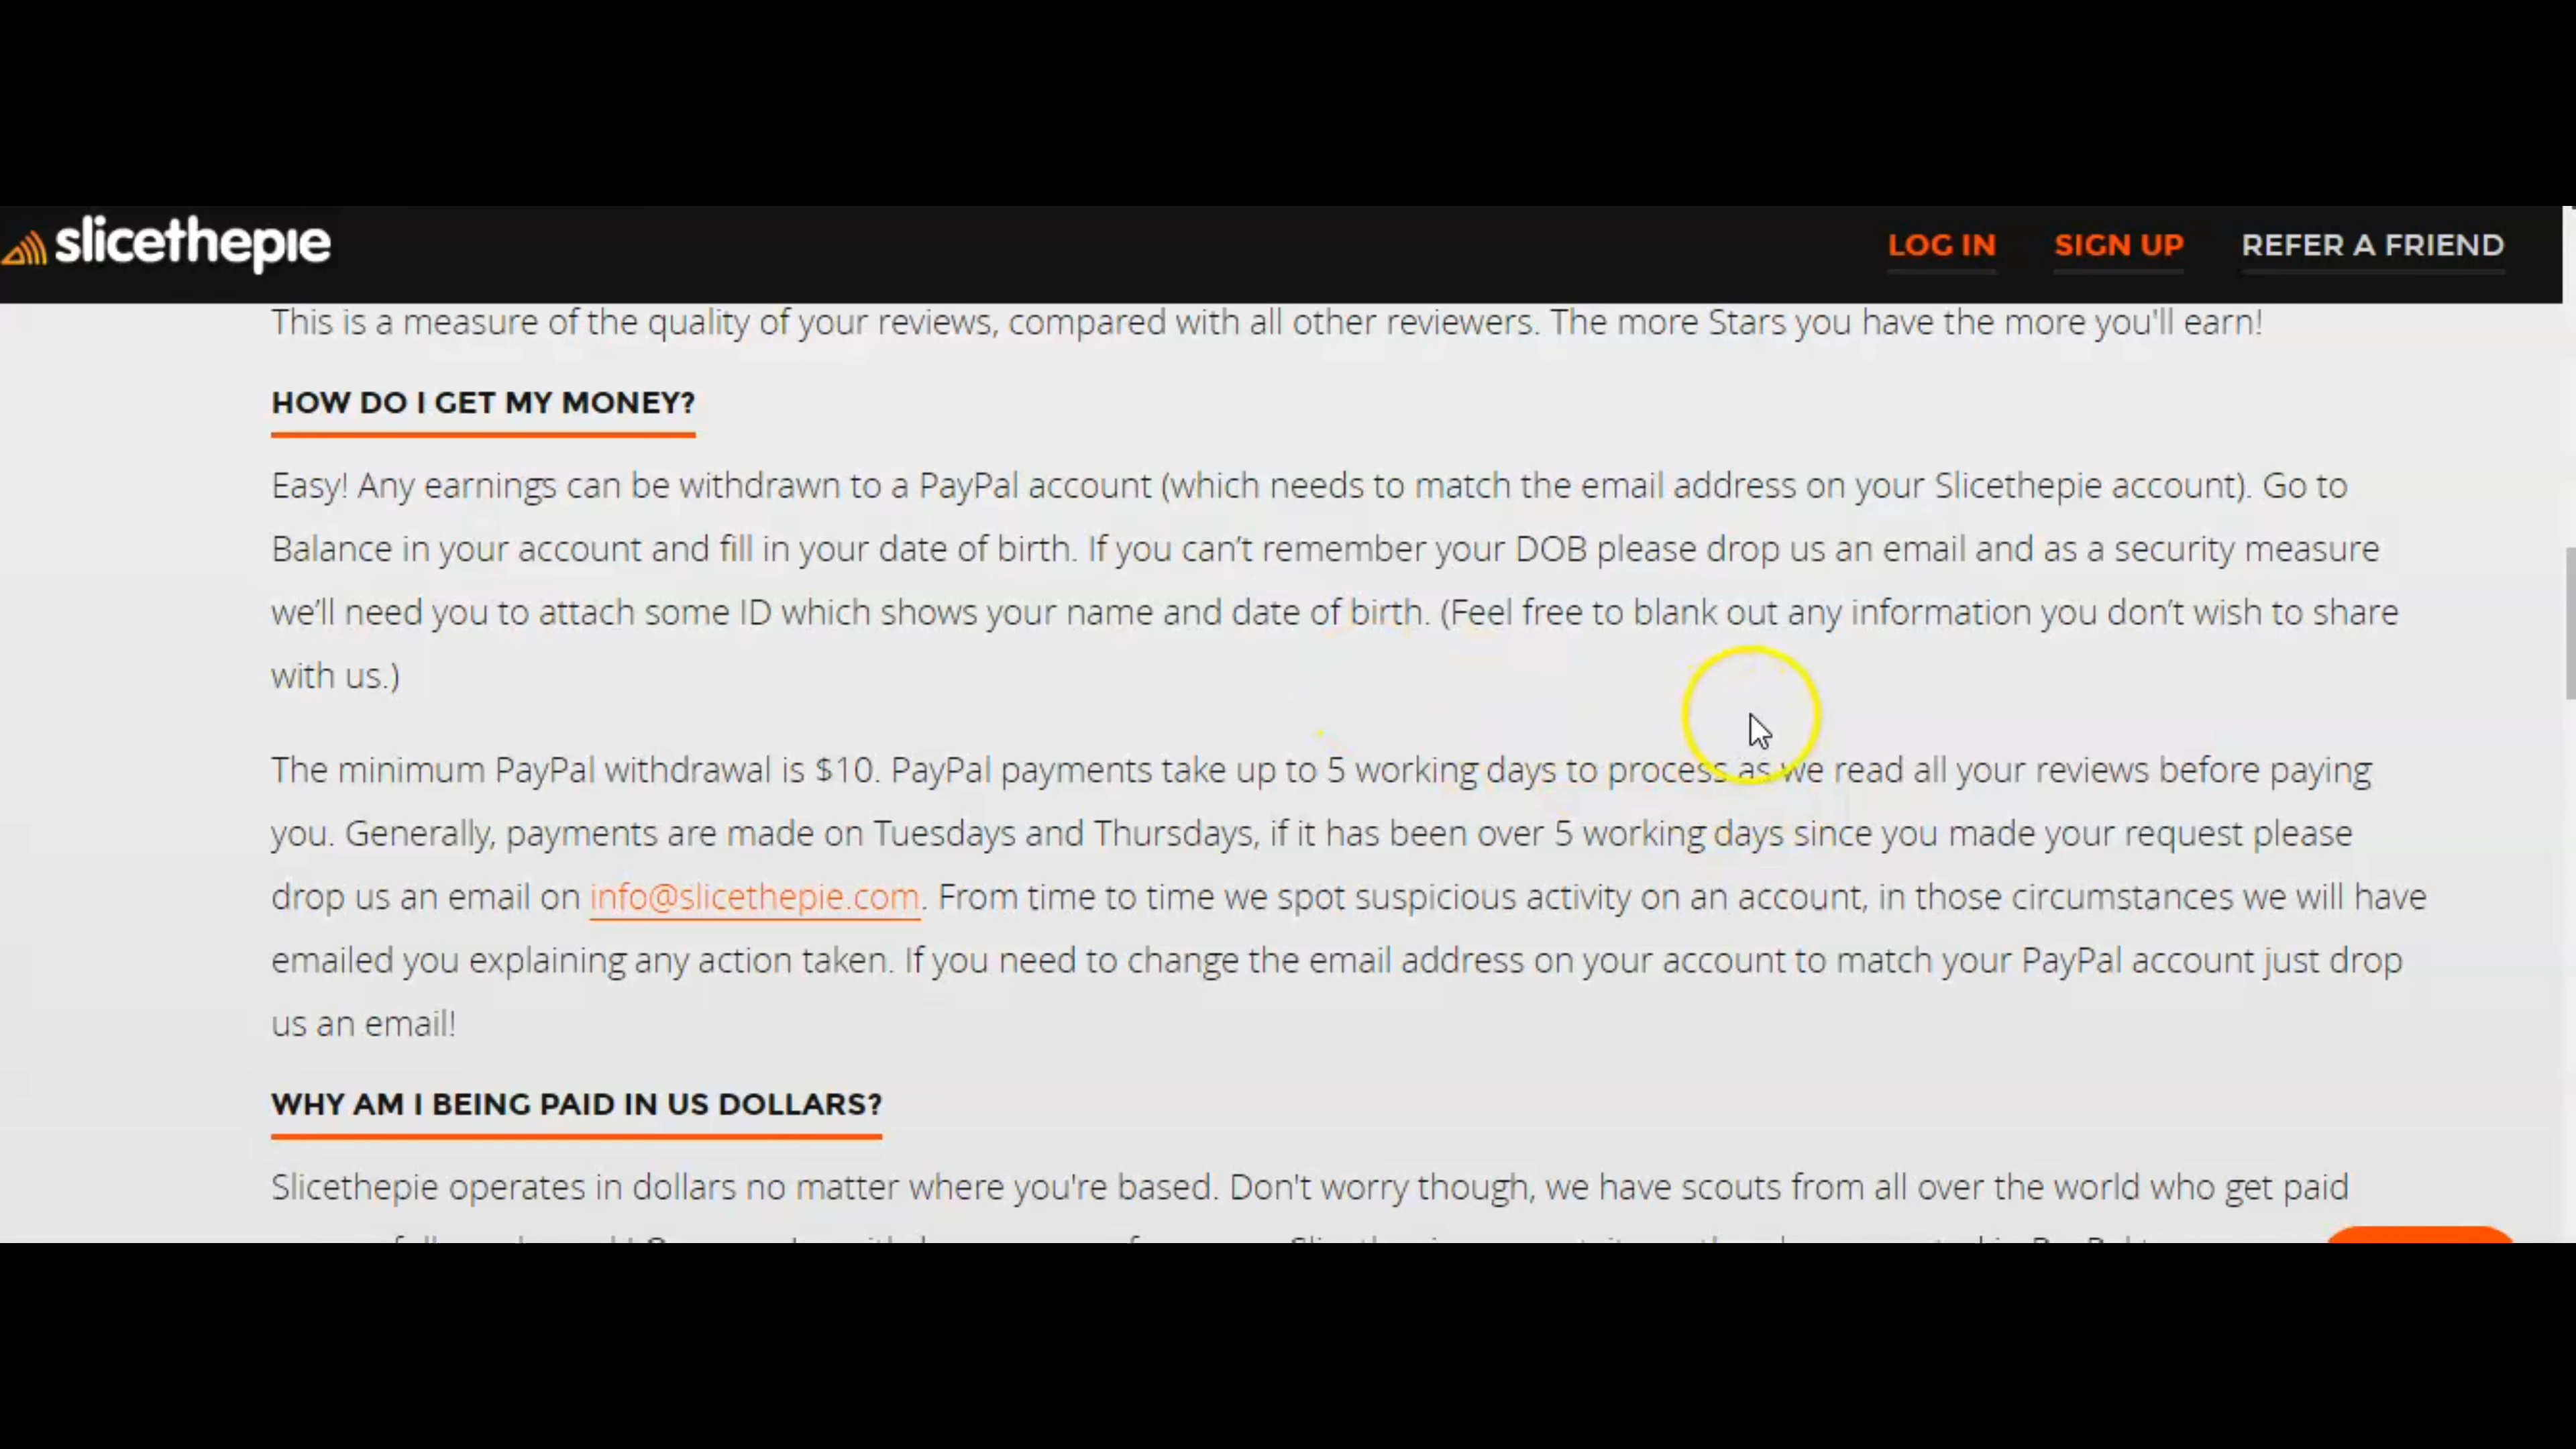 slicethepie
LOG IN SIGN UP REFER A FRIEND
This is a measure of the quality of your reviews, compared with all other reviewers. The more Stars you have the more you'll earn!
HOW DO I GET MY MONEY?
Easy! Any earnings can be withdrawn to a PayPal account (which needs to match the email address on your Slicethepie account). Go to
Balance in your account and fill in your date of birth. If you can’t remember your DOB please drop us an email and as a security measure
we’ll need you to attach some ID which shows your name and date of birth. (Feel free to blank out any information you don’t wish to share
with us.)
The minimum PayPal withdrawal is $10. PayPal payments take up to 5 working days to process as we read all your reviews before paying
you. Generally, payments are made on Tuesdays and Thursdays, if it has been over 5 working days since you made your request please
drop us an email on info@slicethepie.com. From time to time we spot suspicious activity on an account, in those circumstances we will have
emailed you explaining any action taken. If you need to change the email address on your account to match your PayPal account just drop
us an email!
WHY AM I BEING PAID IN US DOLLARS?
Slicethepie operates in dollars no matter where you're based. Don't worry though, we have scouts from all over the world who get paid